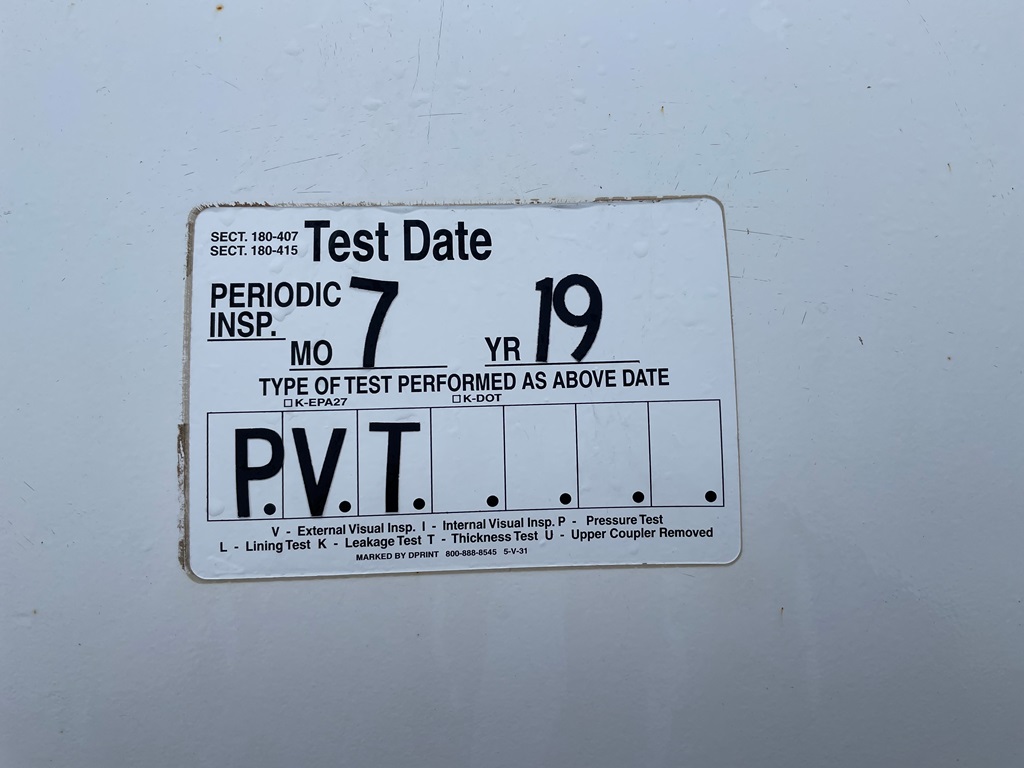 SECT. 180-407
SECT. 180-415
Test Date
PERIODIC
INSP.
MO 7 YR 19
TYPE OF TEST PERFORMED AS ABOVE DATE
☐ K-EPA27 ☐ K-DOT
P. V. T. . . . .
V - External Visual Insp. I - Internal Visual Insp. P - Pressure Test
L - Lining Test K - Leakage Test T - Thickness Test U - Upper Coupler Removed
MARKED BY DPRINT 800-888-8545 5-V-31